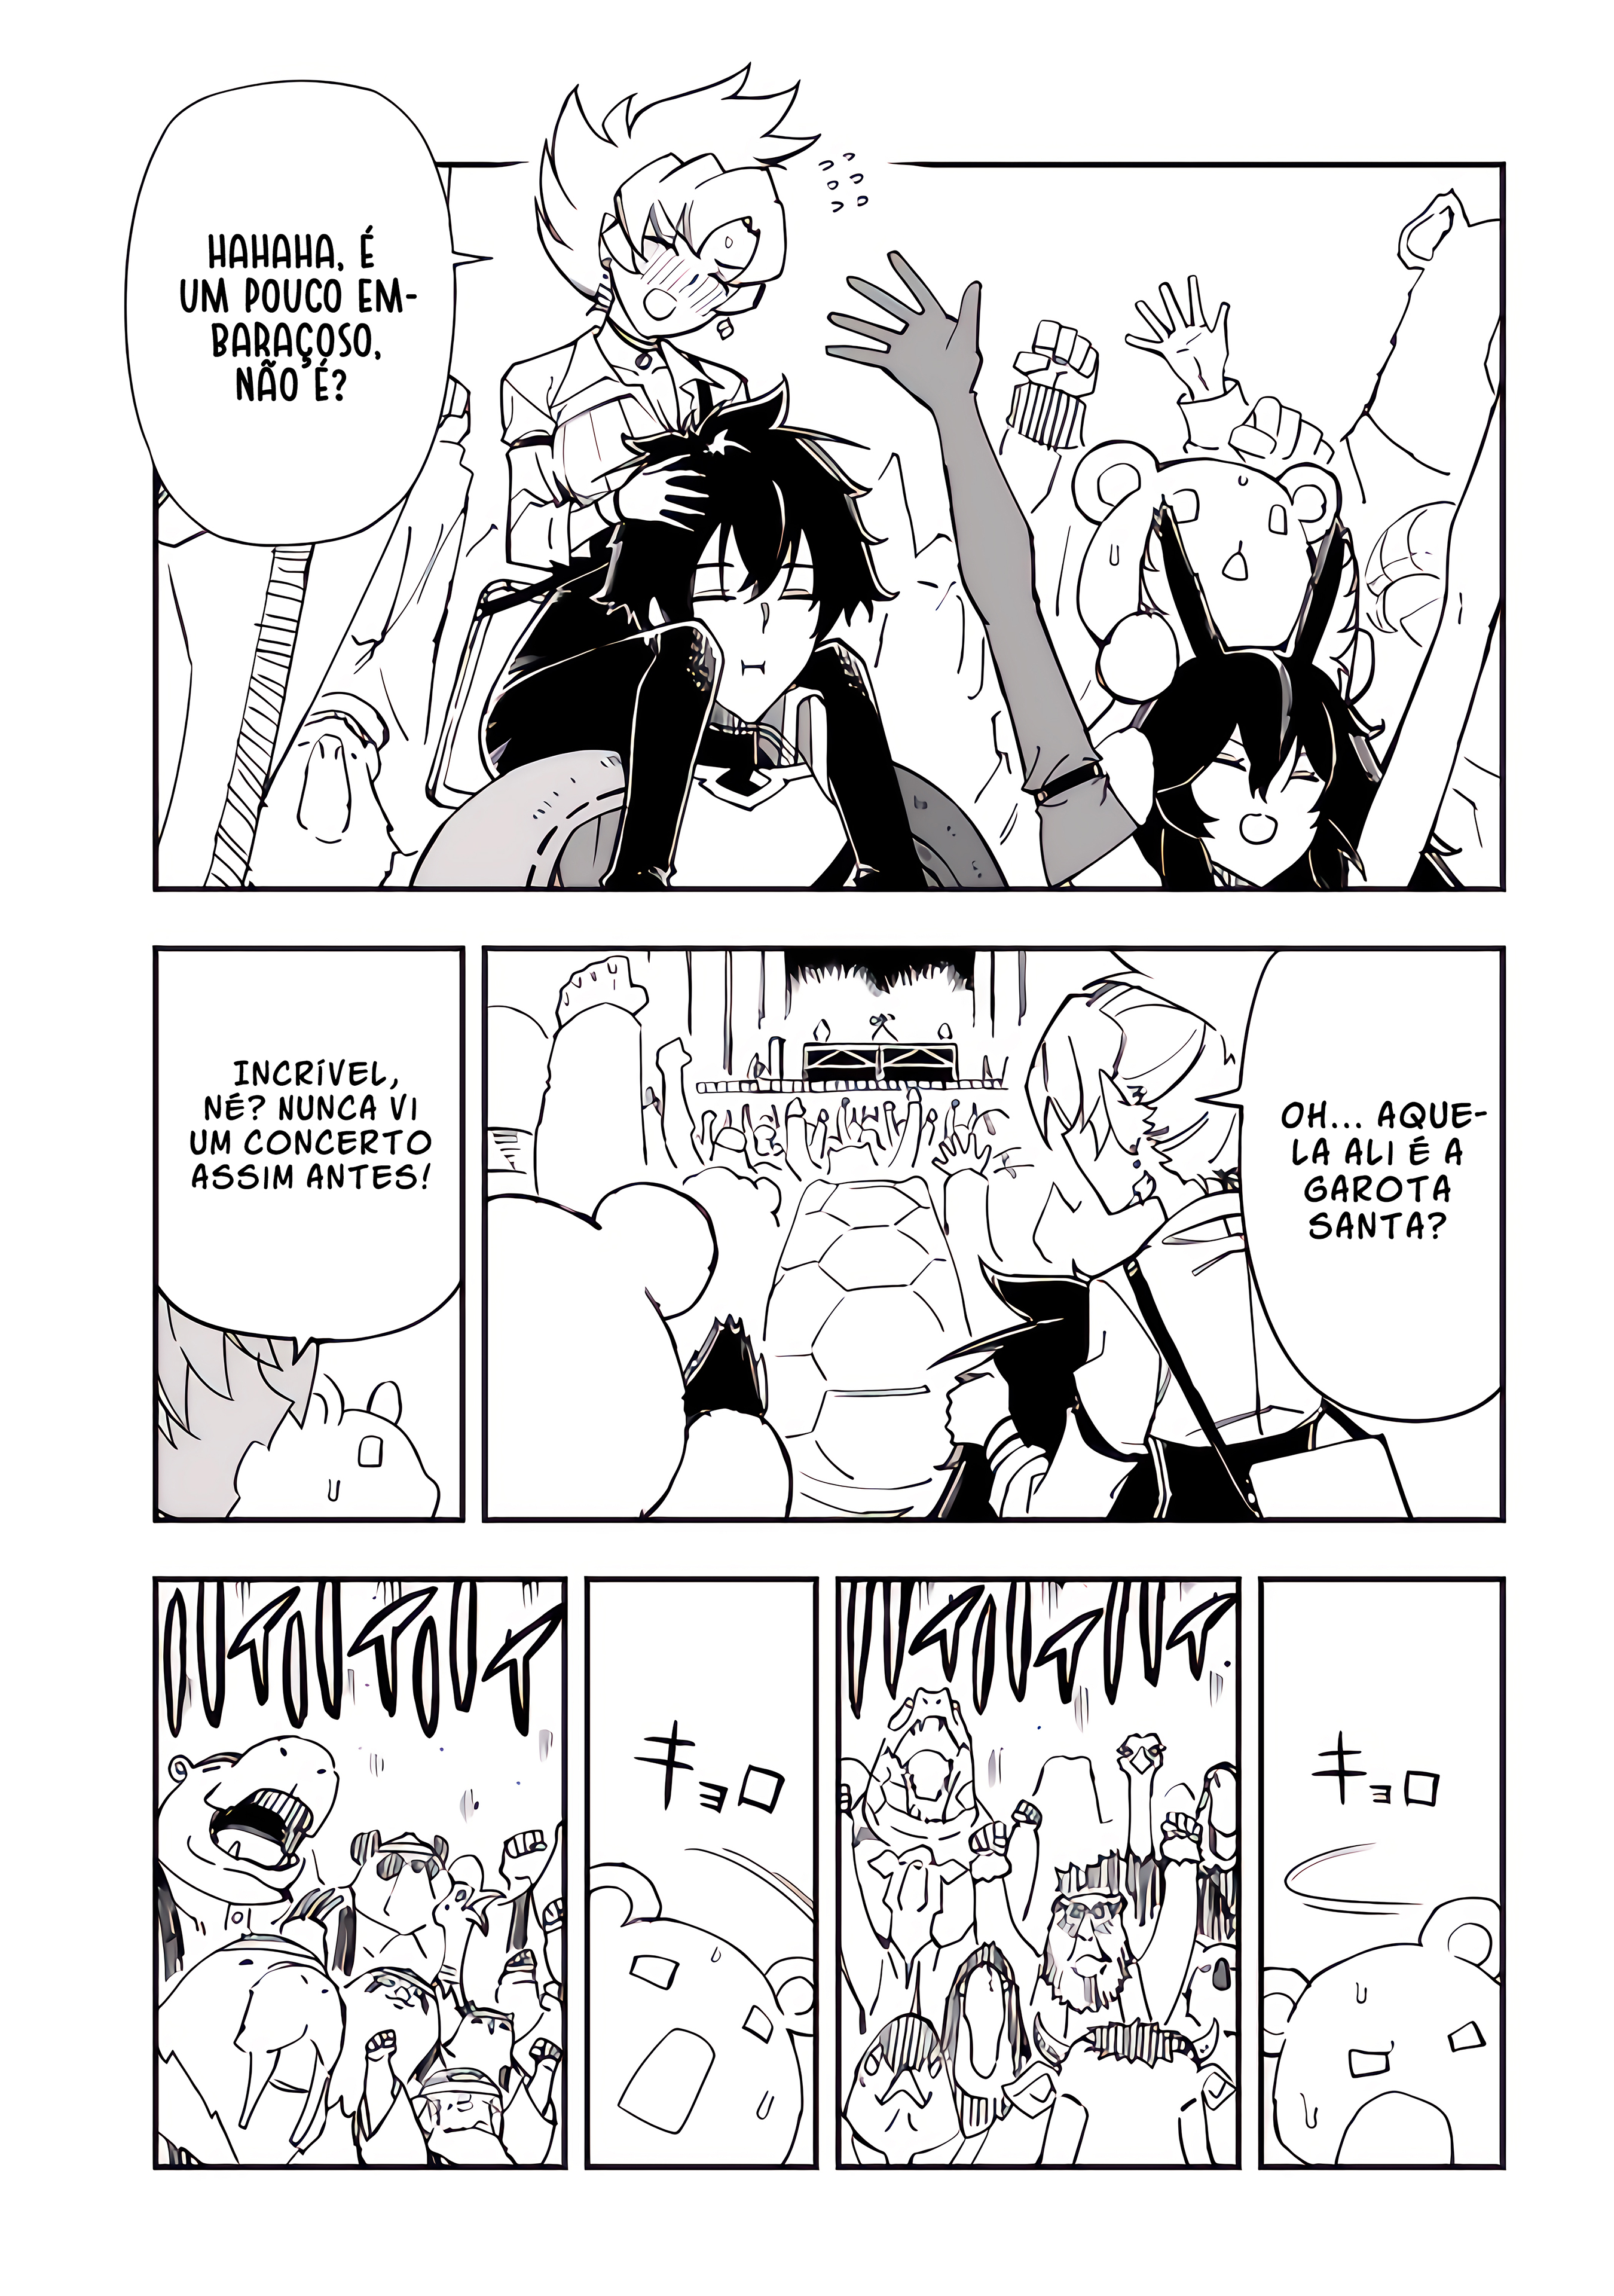 HAHAHA, É
UM POUCO EM-
BARAÇOSO,
NÃO É?
OH... AQUE-
LA ALI É A
GAROTA
SANTA?
INCRÍVEL,
NÉ? NUNCA VI
UM CONCERTO
ASSIM ANTES!
キョロ
キョロ